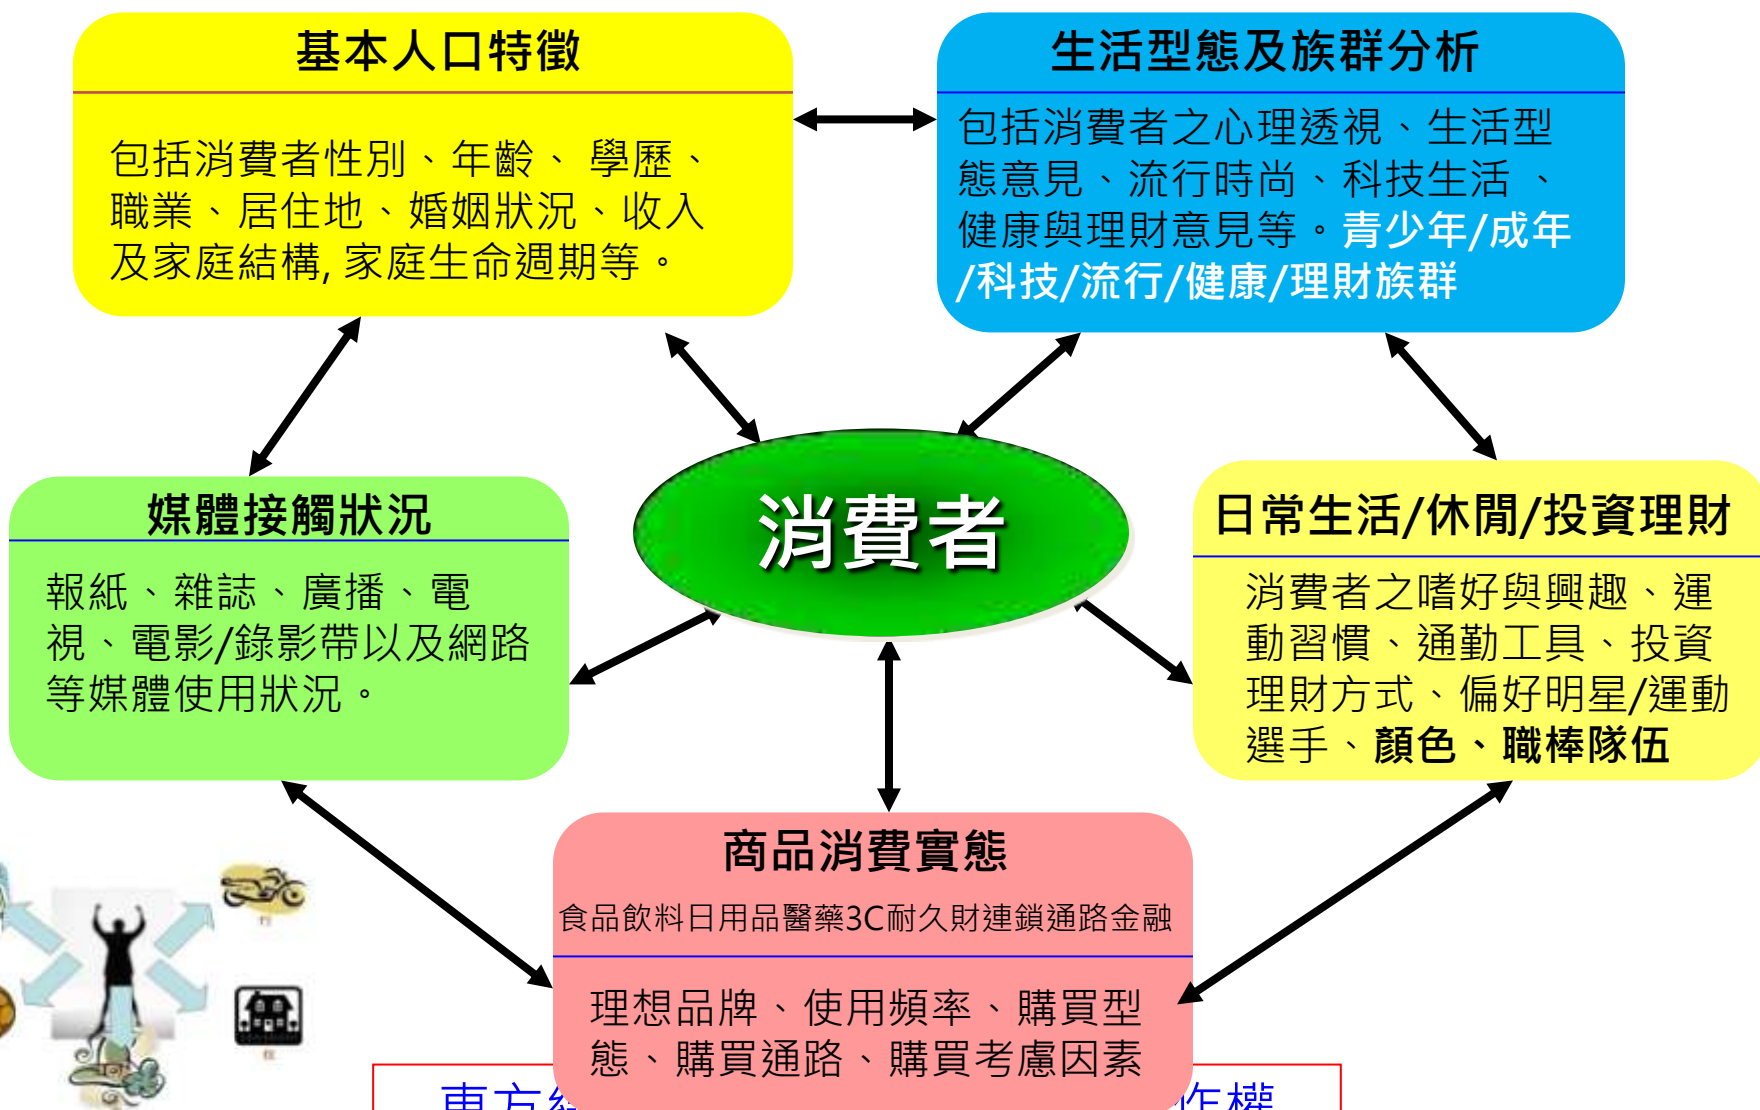 基本人口特徵
包括消費者性別、年齡、 學歷、
職業、居住地、婚姻狀況、收入
及家庭結構, 家庭生命週期等。
生活型態及族群分析
包括消費者之心理透視、生活型
態意見、流行時尚、科技生活 、
健康與理財意見等。青少年/成年
/科技/流行/健康/理財族群
消費者
媒體接觸狀況
報紙、雜誌、廣播、電
視、電影/錄影帶以及網路
等媒體使用狀況。
日常生活/休閒/投資理財
消費者之嗜好與興趣、運
動習慣、通勤工具、投資
理財方式、偏好明星/運動
選手、顏色、職棒隊伍
商品消費實態
食品飲料日用品醫藥3C耐久財連鎖通路金融
理想品牌、使用頻率、購買型
態、購買通路、購買考慮因素
行
住
東方
作權